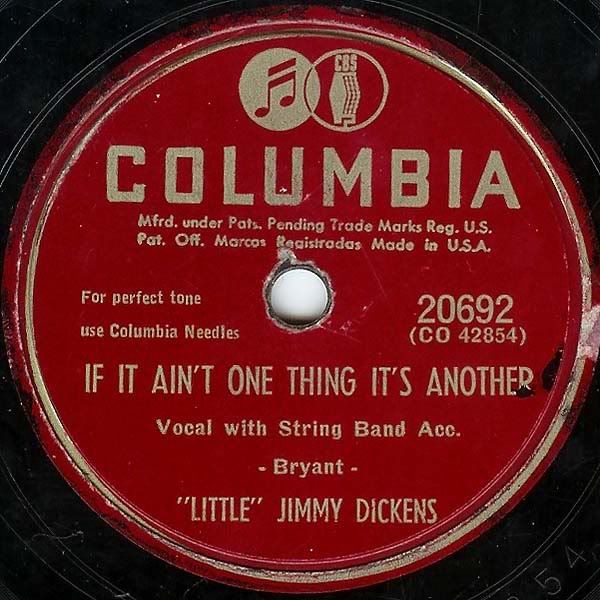 CBS
COLUMBIA
Mfrd. under Pats. Pending Trade Marks Reg. U.S.
Pat. Off. Marcas Registradas Made in U.S.A.
For perfect tone
use Columbia Needles
20692
(CO 42854)
IF IT AIN'T ONE THING IT'S ANOTHER
Vocal with String Band Acc.
- Bryant -
"LITTLE" JIMMY DICKENS